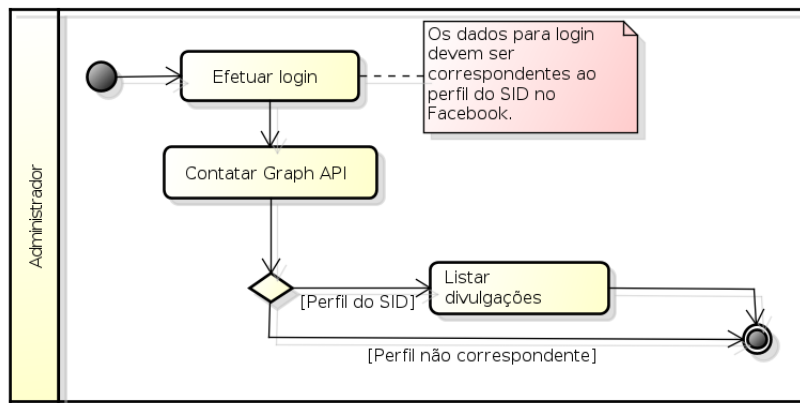 Administrador
Efetuar login
Os dados para login
devem ser
correspondentes ao
perfil do SID no
Facebook.
Contatar Graph API
Listar
divulgações
[Perfil do SID]
[Perfil não correspondente]